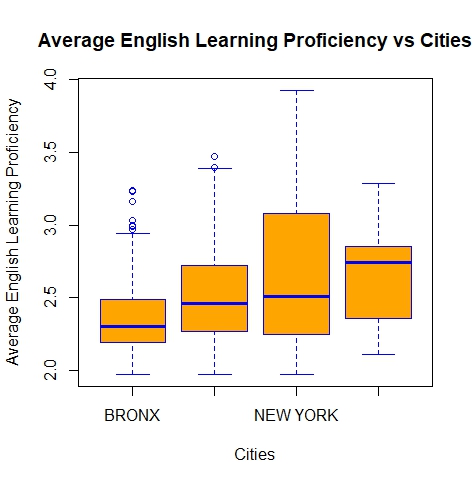 Average English Learning Proficiency vs Cities
Average English Learning Proficiency
4.0
3.5
3.0
2.5
2.0
BRONX
NEW YORK
Cities